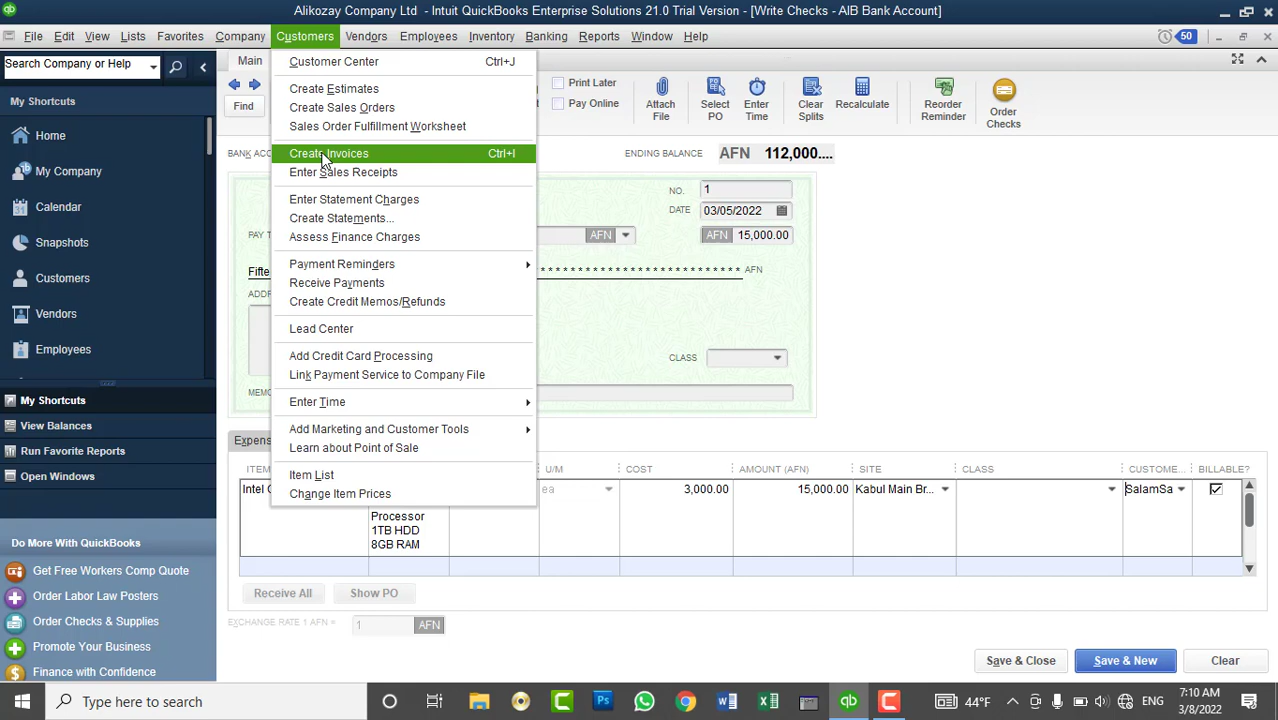 Alikozay Company Ltd - Intuit QuickBooks Enterprise Solutions 21.0 Trial Version - [Write Checks - AIB Bank Account]
File Edit View Lists Favorites Company Customers Vendors Employees Inventory Banking Reports Window Help
50
Search Company or Help
My Shortcuts
Home
My Company
Calendar
Snapshots
Customers
Vendors
Employees
My Shortcuts
View Balances
Run Favorite Reports
Open Windows
Do More With QuickBooks
Get Free Workers Comp Quote
Order Labor Law Posters
Order Checks & Supplies
Promote Your Business
Finance with Confidence
Main
Find
Customer Center Ctrl+J
Create Estimates
Create Sales Orders
Sales Order Fulfillment Worksheet
Create Invoices Ctrl+I
Enter Sales Receipts
Enter Statement Charges
Create Statements...
Assess Finance Charges
Payment Reminders
Receive Payments
Create Credit Memos/Refunds
Lead Center
Add Credit Card Processing
Link Payment Service to Company File
Enter Time
Add Marketing and Customer Tools
Learn about Point of Sale
Item List
Change Item Prices
Print Later
Pay Online
Attach File
Select PO
Enter Time
Clear Splits
Recalculate
Reorder Reminder
Order Checks
BANK ACC
ENDING BALANCE AFN 112,000....
NO. 1
DATE 03/05/2022
PAY T
AFN
AFN 15,000.00
Fifte
***************************** AFN
ADDR
CLASS
MEMO
Expens
ITEM U/M COST AMOUNT (AFN) SITE CLASS CUSTOME... BILLABLE?
Intel C ea 3,000.00 15,000.00 Kabul Main Br... SalamSa
Processor
1TB HDD
8GB RAM
Receive All Show PO
EXCHANGE RATE 1 AFN = 1 AFN
Save & Close Save & New Clear
Type here to search
44°F
ENG
7:10 AM
3/8/2022